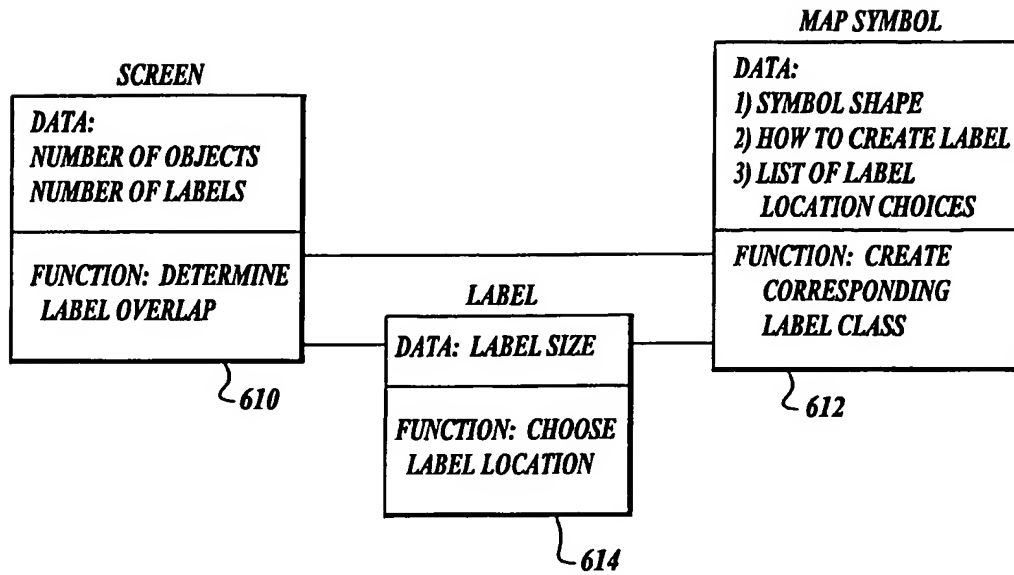 SCREEN
DATA:
NUMBER OF OBJECTS
NUMBER OF LABELS
FUNCTION: DETERMINE
LABEL OVERLAP
610
LABEL
DATA: LABEL SIZE
FUNCTION: CHOOSE
LABEL LOCATION
614
MAP SYMBOL
DATA:
1) SYMBOL SHAPE
2) HOW TO CREATE LABEL
3) LIST OF LABEL
LOCATION CHOICES
FUNCTION: CREATE
CORRESPONDING
LABEL CLASS
612